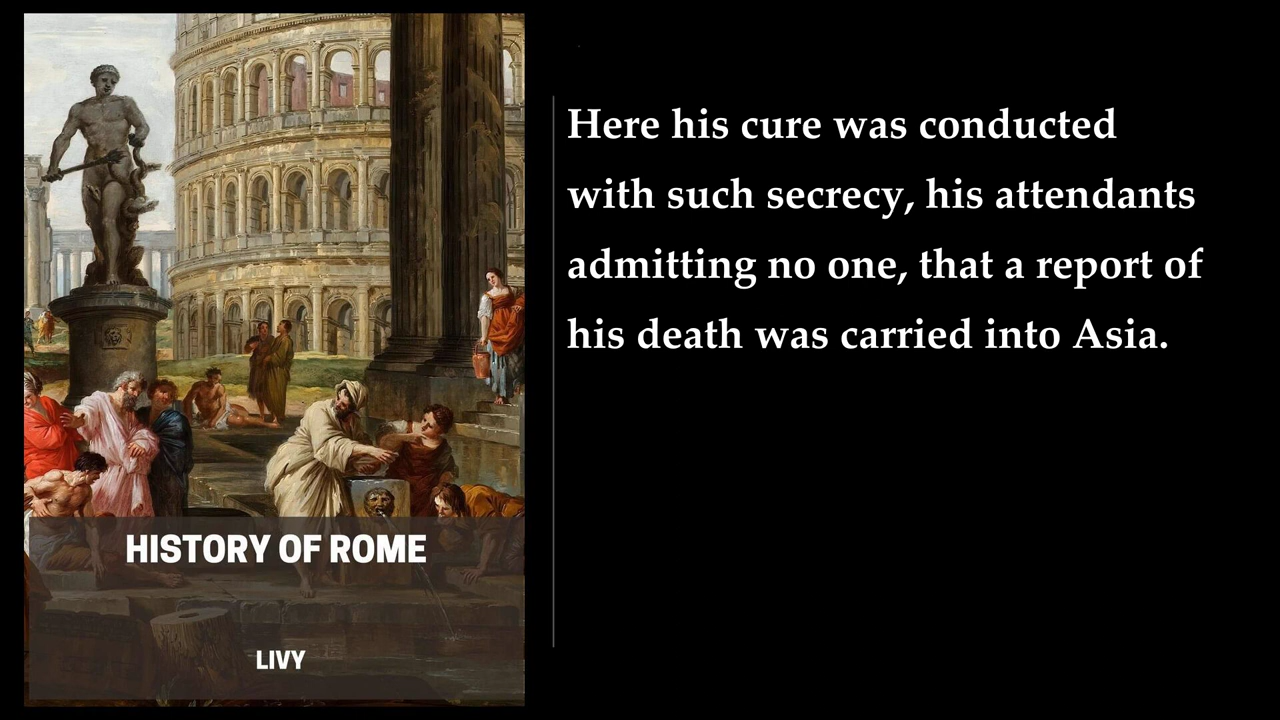 HISTORY OF ROME
LIVY
Here his cure was conducted
with such secrecy, his attendants
admitting no one, that a report of
his death was carried into Asia.